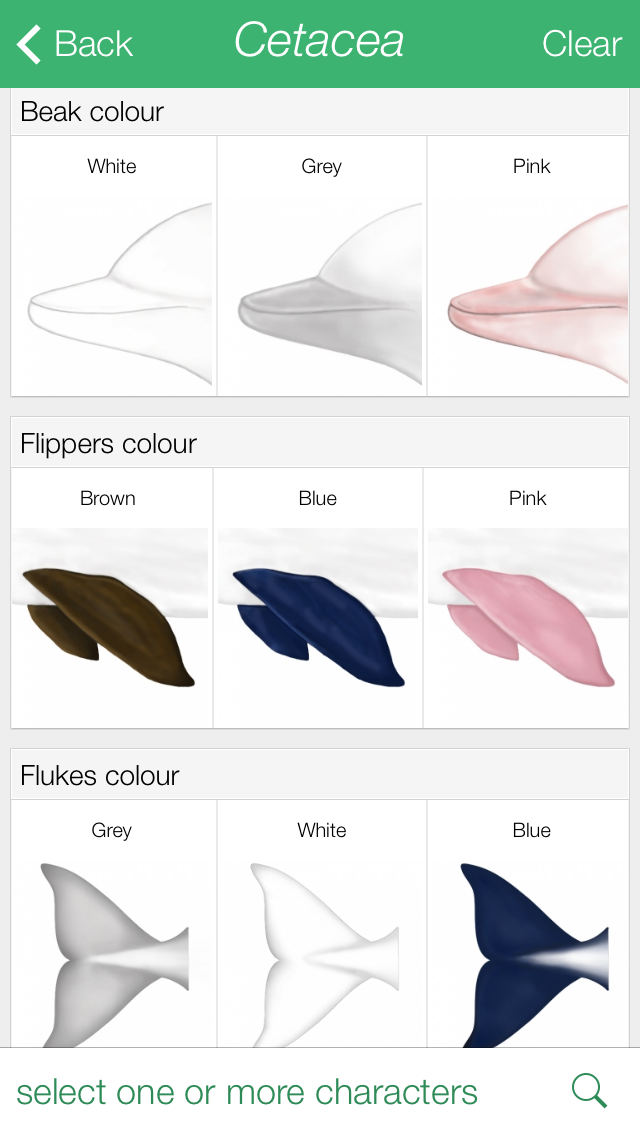 Back Cetacea Clear
Beak colour
White Grey Pink
Flippers colour
Brown Blue Pink
Flukes colour
Grey White Blue
select one or more characters